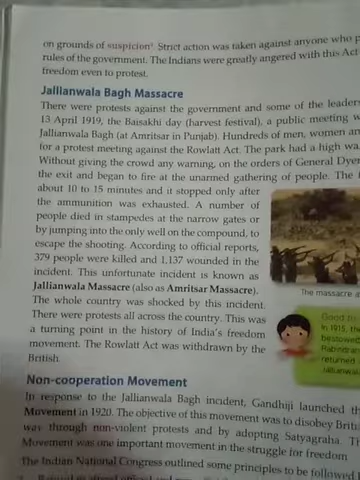 on grounds of suspicion'. Strict action was taken against anyone who
rules of the government. The Indians were greatly angered with this Act
freedom even to protest.
Jallianwala Bagh Massacre
There were protests against the government and some of the
13 April 1919, the Baisakhi day (harvest festival), a public meeting
Jallianwala Bagh (at Amritsar in Punjab). Hundreds of men, women
for a protest meeting against the Rowlatt Act. The park had a high
Without giving the crowd any warning, on the orders of General Dyer
the exit and began to fire at the unarmed gathering of people. The
about 10 to 15 minutes and it stopped only after
the ammunition was exhausted. A number of
people died in stampedes at the narrow gates or
by jumping into the only well on the compound, to
escape the shooting. According to official reports,
379 people were killed and 1,137 wounded in the
incident. This unfortunate incident is known as
Jallianwala Massacre (also as Amritsar Massacre).
The whole country was shocked by this incident.
There were protests all across the country. This was
a turning point in the history of India's freedom
movement. The Rowlatt Act was withdrawn by the
British.
The massacre
In 1915, the
bestowed
returned
Non-cooperation Movement
In response to the Jallianwala Bagh incident, Gandhiji launched
Movement in 1920. The objective of this movement was to disobey
way through non-violent protests and by adopting Satyagraha.
Movement was one important movement in the struggle for freedom
The Indian National Congress outlined some principles to be followed